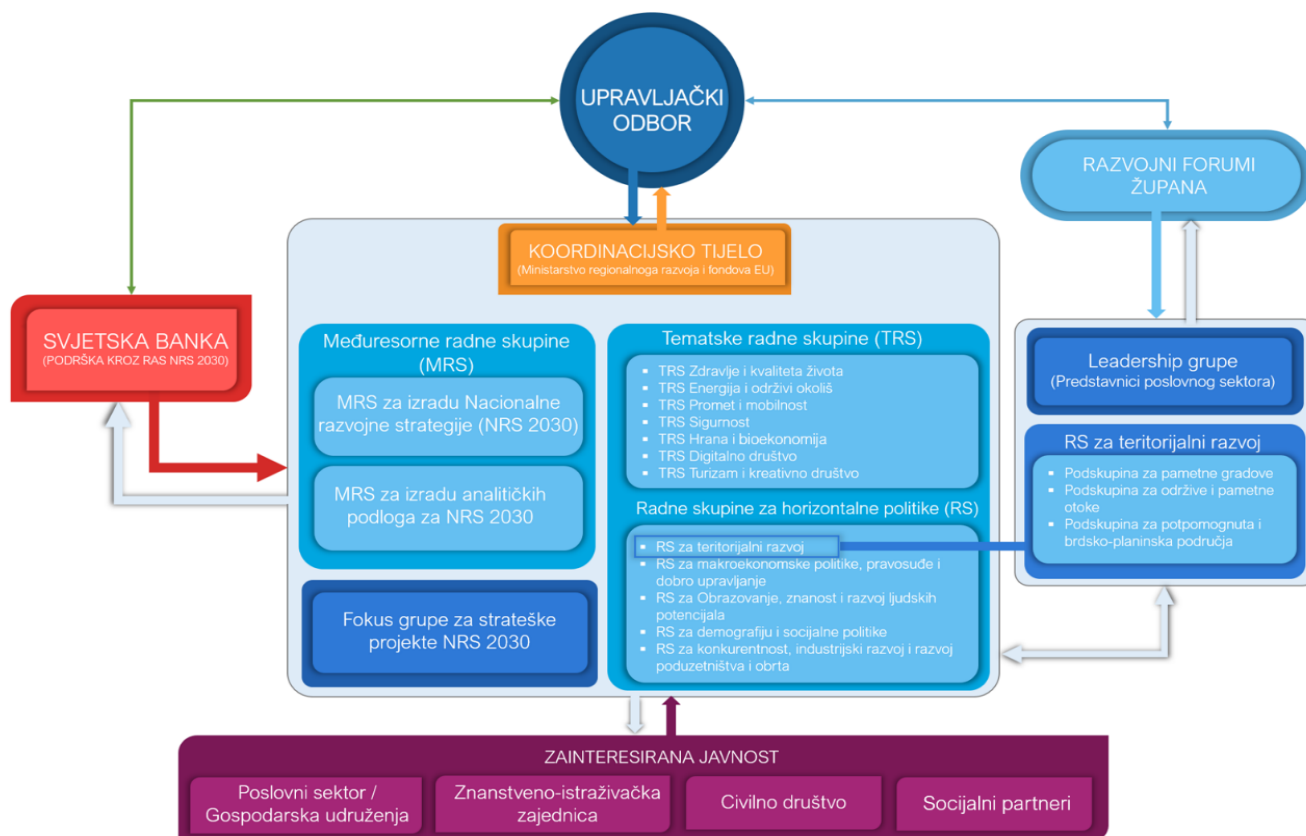 UPRAVLJAČKI
ODBOR
RAZVOJNI FORUMI
ŽUPANA
KOORDINACIJSKO TIJELO
(Ministarstvo regionalnoga razvoja i fondova EU)
SVJETSKA BANKA
(PODRŠKA KROZ RAS NRS 2030)
Međuresorne radne skupine
(MRS)
MRS za izradu Nacionalne
razvojne strategije (NRS 2030)
MRS za izradu analitičkih
podloga za NRS 2030
Fokus grupe za strateške
projekte NRS 2030
Tematske radne skupine (TRS)
▪ TRS Zdravlje i kvaliteta života
▪ TRS Energija i održivi okoliš
▪ TRS Promet i mobilnost
▪ TRS Sigurnost
▪ TRS Hrana i bioekonomija
▪ TRS Digitalno društvo
▪ TRS Turizam i kreativno društvo
Radne skupine za horizontalne politike (RS)
▪ RS za teritorijalni razvoj
▪ RS za makroekonomske politike, pravosuđe i
dobro upravljanje
▪ RS za Obrazovanje, znanost i razvoj ljudskih
potencijala
▪ RS za demografiju i socijalne politike
▪ RS za konkurentnost, industrijski razvoj i razvoj
poduzetništva i obrta
Leadership grupe
(Predstavnici poslovnog sektora)
RS za teritorijalni razvoj
▪ Podskupina za pametne gradove
▪ Podskupina za održive i pametne
otoke
▪ Podskupina za potpomognuta i
brdsko-planinska područja
ZAINTERESIRANA JAVNOST
Poslovni sektor /
Gospodarska udruženja
Znanstveno-istraživačka
zajednica
Civilno društvo
Socijalni partneri